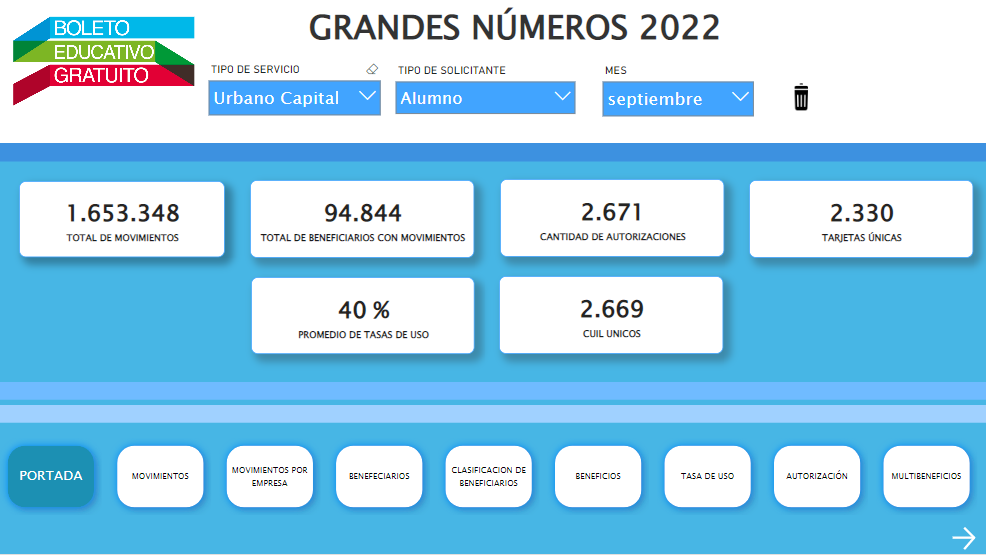 BOLETO
EDUCATIVO
GRATUITO
GRANDES NÚMEROS 2022
TIPO DE SERVICIO
Urbano Capital
TIPO DE SOLICITANTE
Alumno
MES
septiembre
1.653.348
TOTAL DE MOVIMIENTOS
94.844
TOTAL DE BENEFICIARIOS CON MOVIMIENTOS
2.671
CANTIDAD DE AUTORIZACIONES
2.330
TARJETAS ÚNICAS
40 %
PROMEDIO DE TASAS DE USO
2.669
CUIL UNICOS
PORTADA
MOVIMIENTOS
MOVIMIENTOS POR
EMPRESA
BENEFECIARIOS
CLASIFICACION DE
BENEFICIARIOS
BENEFICIOS
TASA DE USO
AUTORIZACIÓN
MULTIBENEFICIOS